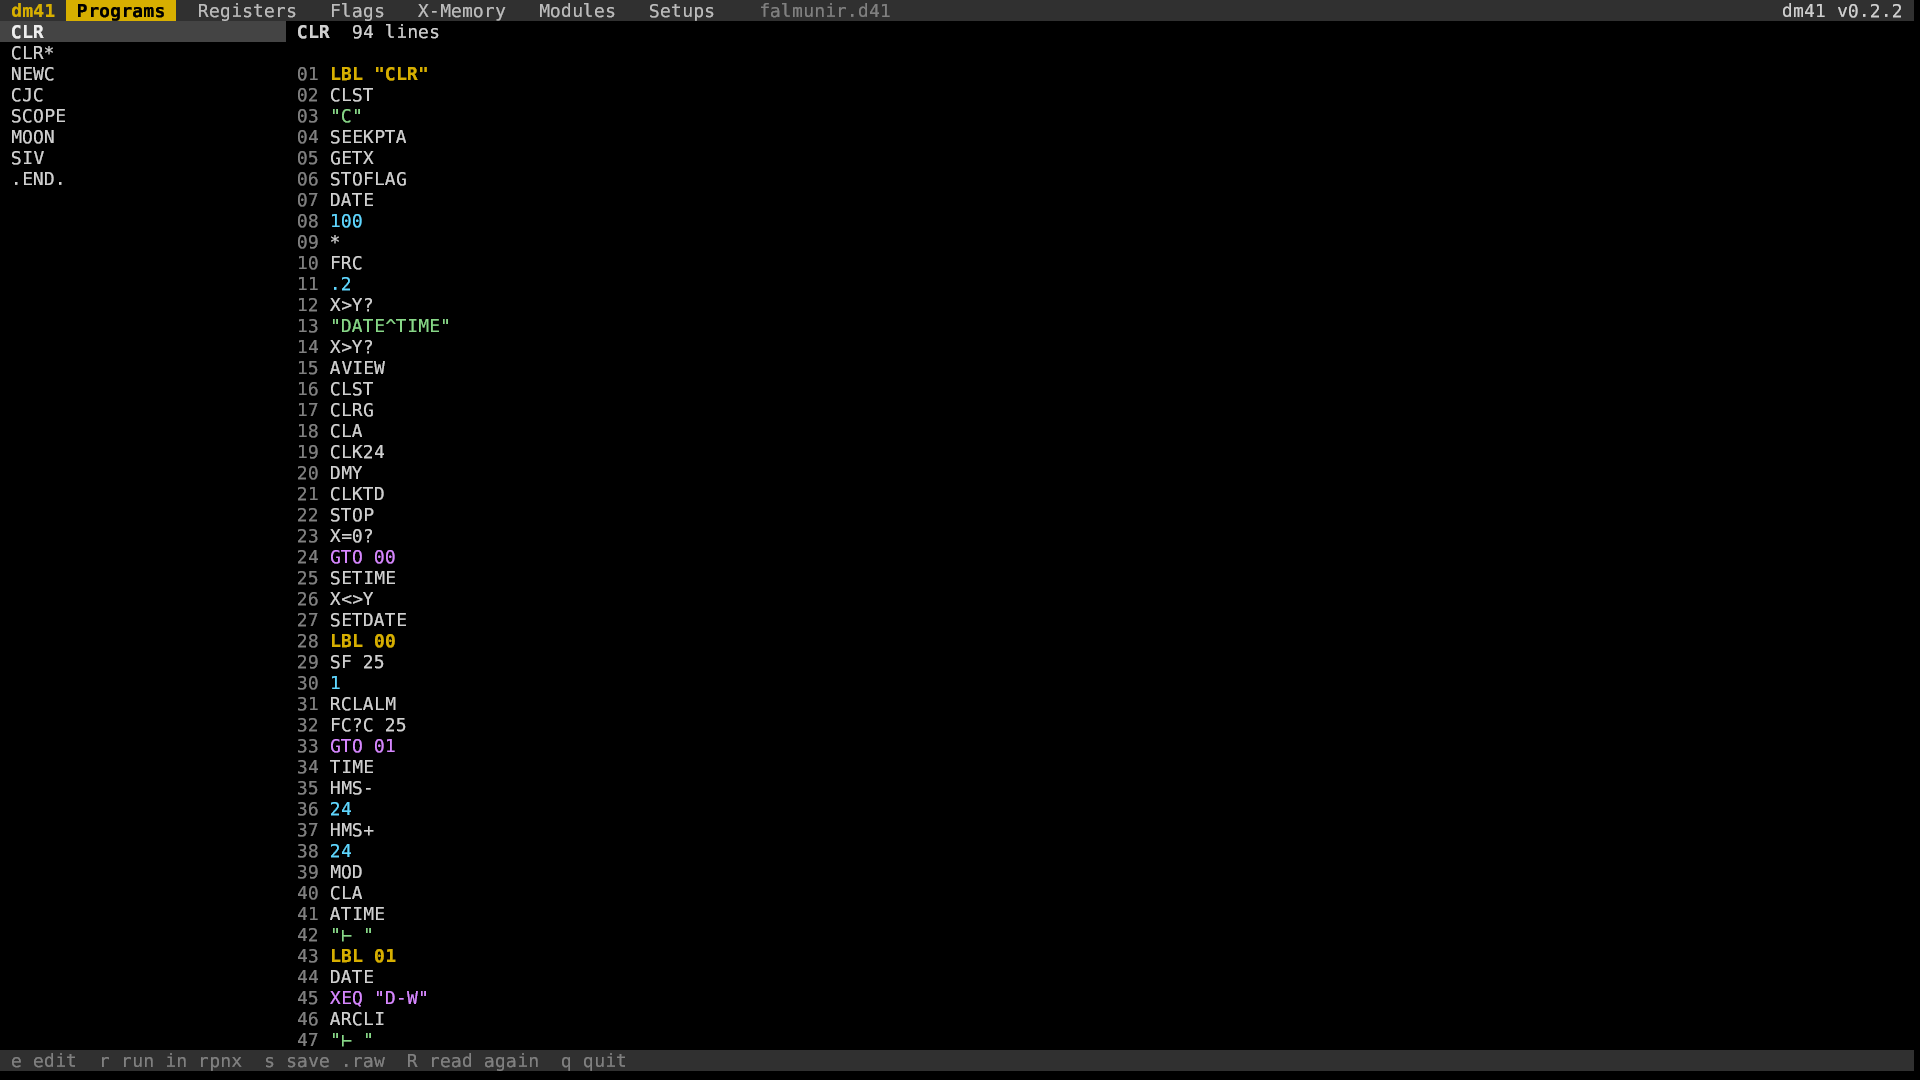 dm41 Programs Registers Flags X-Memory Modules Setups falmunir.d41 dm41 v0.2.2
CLR
CLR*
NEWC
CJC
SCOPE
MOON
SIV
.END.
CLR 94 lines
01 LBL "CLR"
02 CLST
03 "C"
04 SEEKPTA
05 GETX
06 STOFLAG
07 DATE
08 100
09 *
10 FRC
11 .2
12 X>Y?
13 "DATE^TIME"
14 X>Y?
15 AVIEW
16 CLST
17 CLRG
18 CLA
19 CLK24
20 DMY
21 CLKTD
22 STOP
23 X=0?
24 GTO 00
25 SETIME
26 X<>Y
27 SETDATE
28 LBL 00
29 SF 25
30 1
31 RCLALM
32 FC?C 25
33 GTO 01
34 TIME
35 HMS-
36 24
37 HMS+
38 24
39 MOD
40 CLA
41 ATIME
42 "⊢ "
43 LBL 01
44 DATE
45 XEQ "D-W"
46 ARCLI
47 "⊢ "
e edit r run in rpnx s save .raw R read again q quit